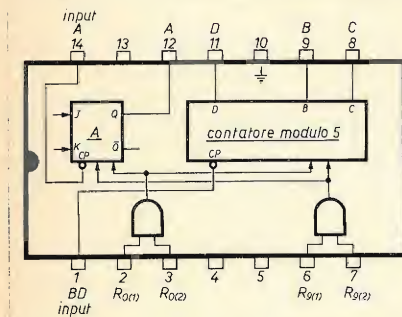 input
A A D B C
14 13 12 11 10 9 8
J Q D B C
A contatore modulo 5
K Q̅
CP CP
1 2 3 4 5 6 7
BD R0(1) R0(2) R9(1) R9(2)
input